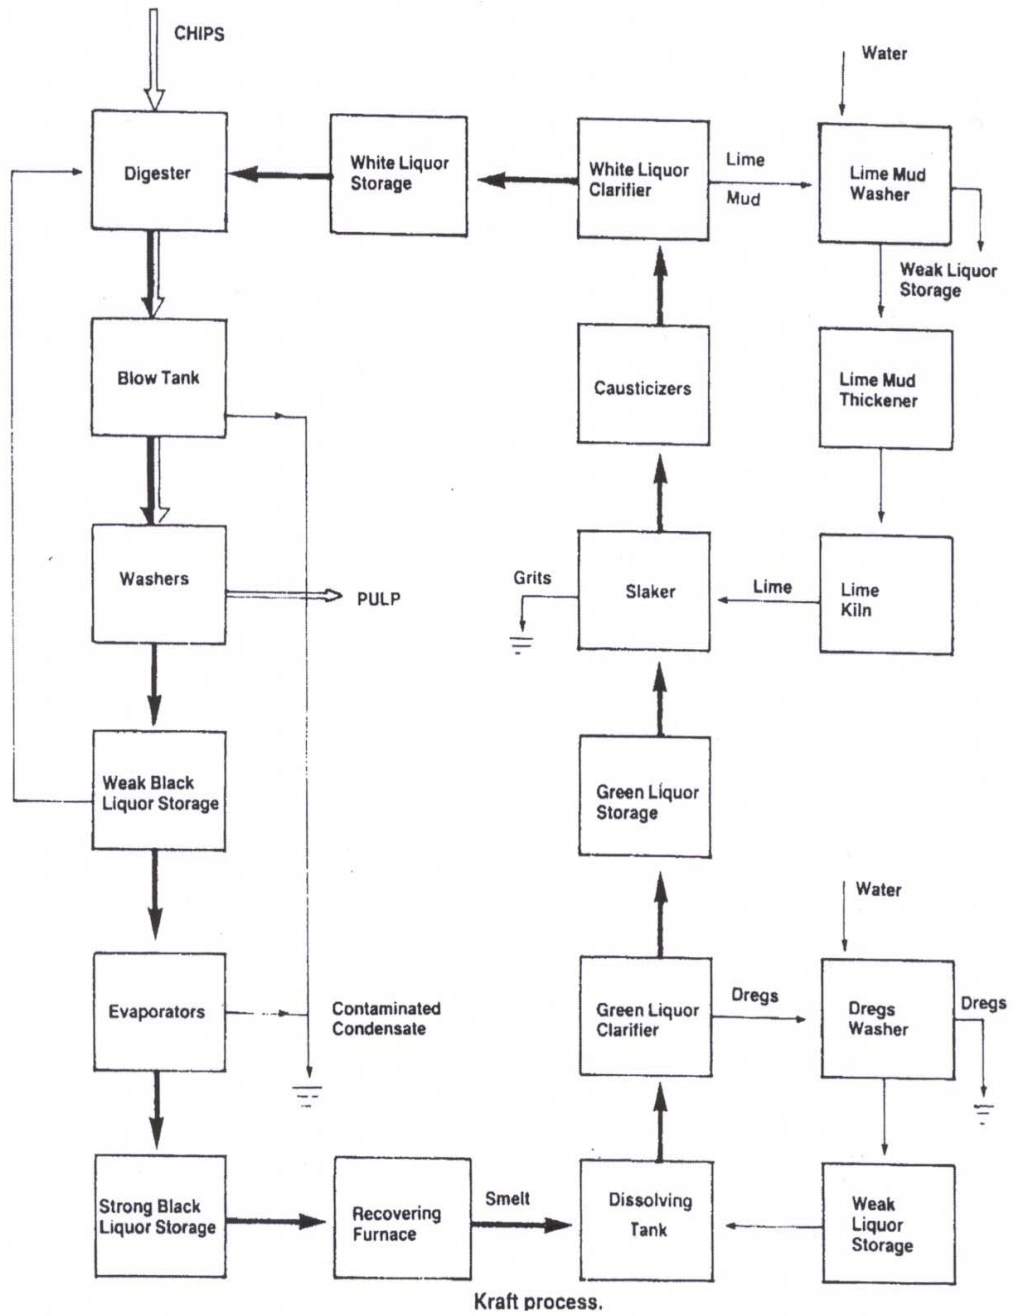 CHIPS
Water
Digester
White Liquor
Storage
White Liquor
Clarifier
Lime
Mud
Lime Mud
Washer
Weak Liquor
Storage
Blow Tank
Causticizers
Lime Mud
Thickener
Washers
PULP
Grits
Slaker
Lime
Lime
Kiln
Weak Black
Liquor Storage
Green Liquor
Storage
Water
Evaporators
Contaminated
Condensate
Green Liquor
Clarifier
Dregs
Dregs
Washer
Dregs
Strong Black
Liquor Storage
Recovering
Furnace
Smelt
Dissolving
Tank
Weak
Liquor
Storage
Kraft process.